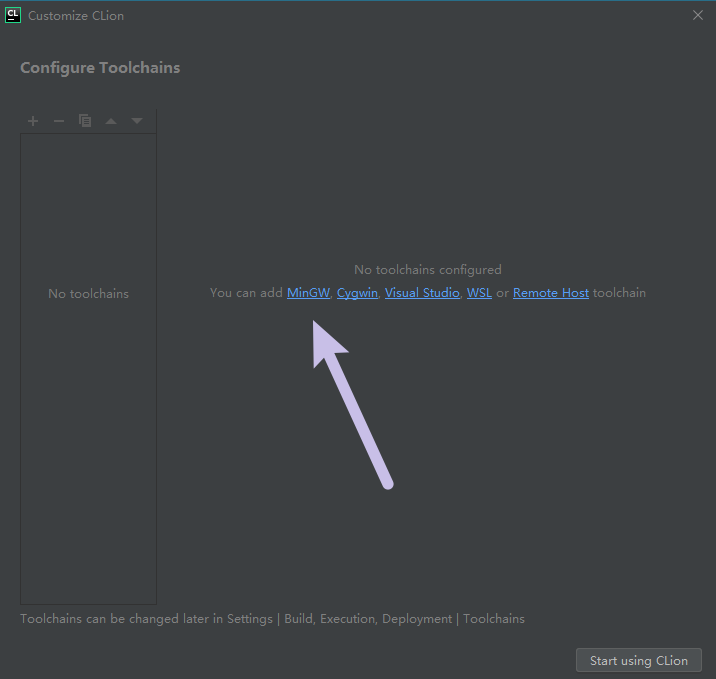 CL
Customize CLion
Configure Toolchains
No toolchains configured
No toolchains
You can add MinGW, Cygwin, Visual Studio, WSL or Remote Host toolchain
Toolchains can be changed later in Settings | Build, Execution, Deployment | Toolchains
Start using CLion